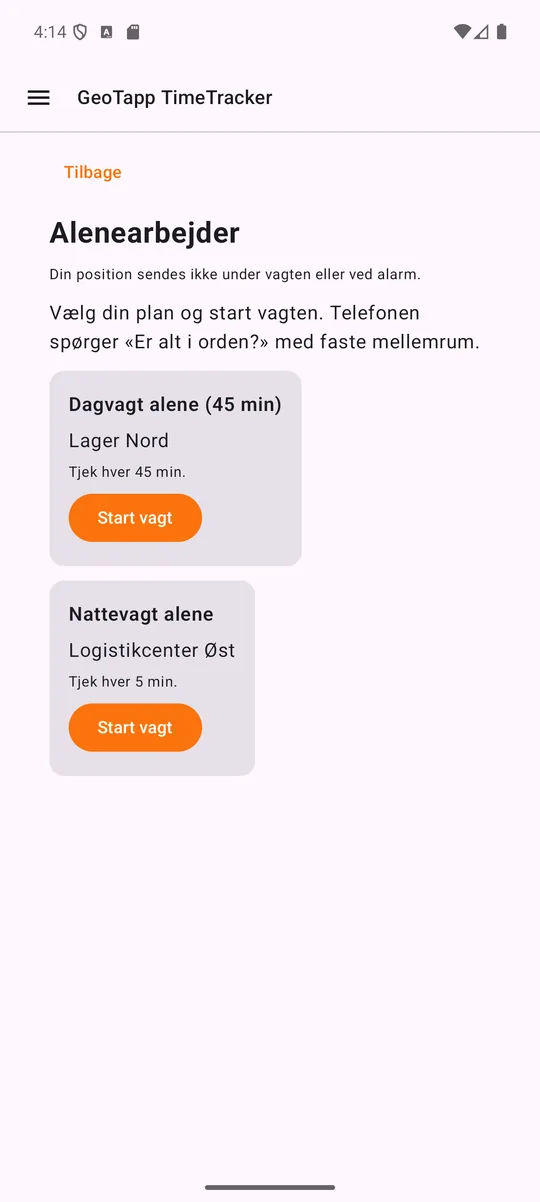 4:14
GeoTapp TimeTracker
Tilbage
Alenearbejder
Din position sendes ikke under vagten eller ved alarm.
Vælg din plan og start vagten. Telefonen
spørger «Er alt i orden?» med faste mellemrum.
Dagvagt alene (45 min)
Lager Nord
Tjek hver 45 min.
Start vagt
Nattevagt alene
Logistikcenter Øst
Tjek hver 5 min.
Start vagt